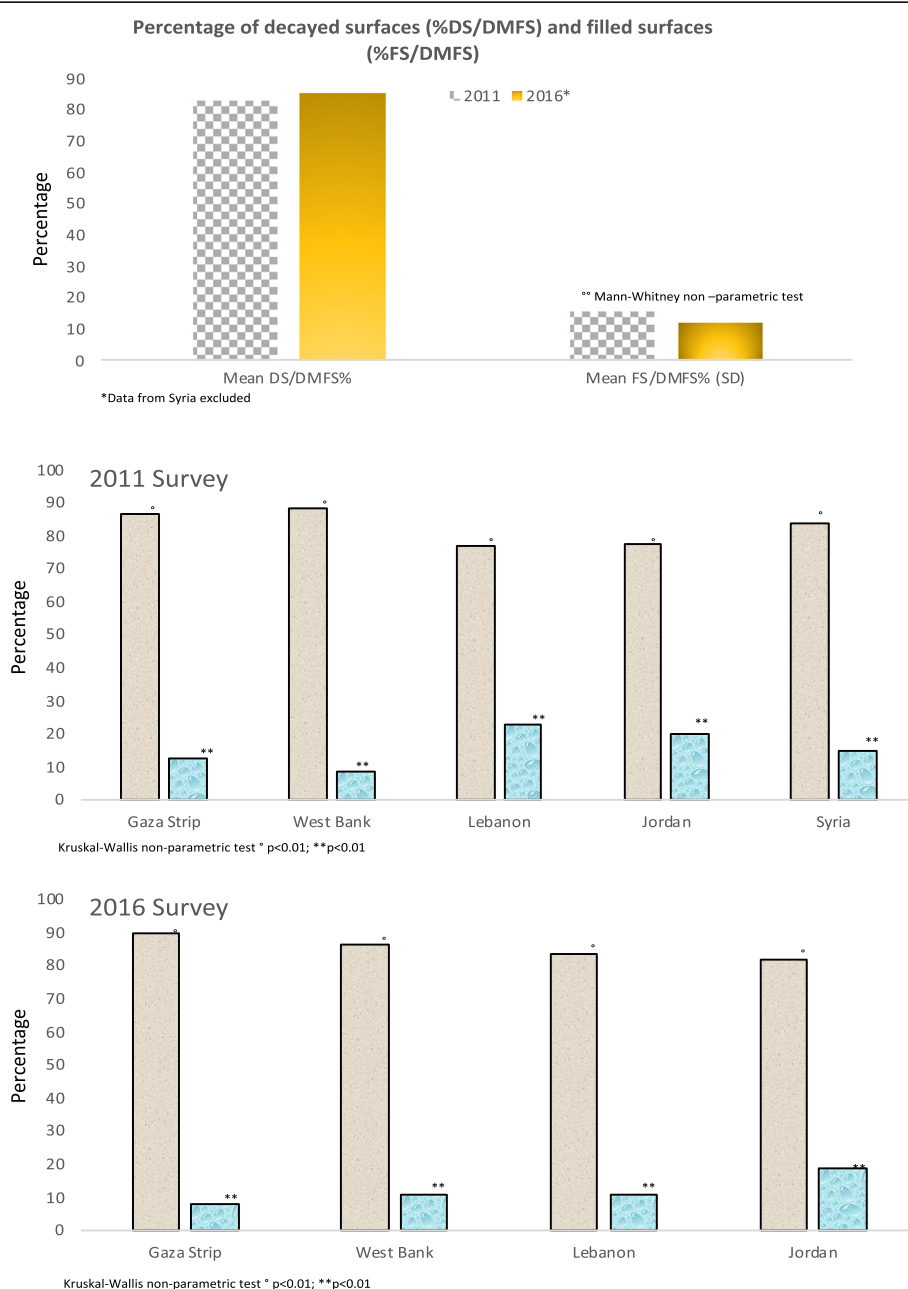 Percentage of decayed surfaces (%DS/DMFS) and filled surfaces
(%FS/DMFS)
2011 2016*
90
80
70
60
50
40
30
20
10
0
Percentage
°° Mann-Whitney non –parametric test
Mean DS/DMFS% Mean FS/DMFS% (SD)
*Data from Syria excluded
2011 Survey
100
90
80
70
60
50
40
30
20
10
0
Percentage
° ° ° ° °
** ** ** ** **
Gaza Strip West Bank Lebanon Jordan Syria
Kruskal-Wallis non-parametric test ° p<0.01; **p<0.01
2016 Survey
100
90
80
70
60
50
40
30
20
10
0
Percentage
° ° ° °
** ** ** **
Gaza Strip West Bank Lebanon Jordan
Kruskal-Wallis non-parametric test ° p<0.01; **p<0.01